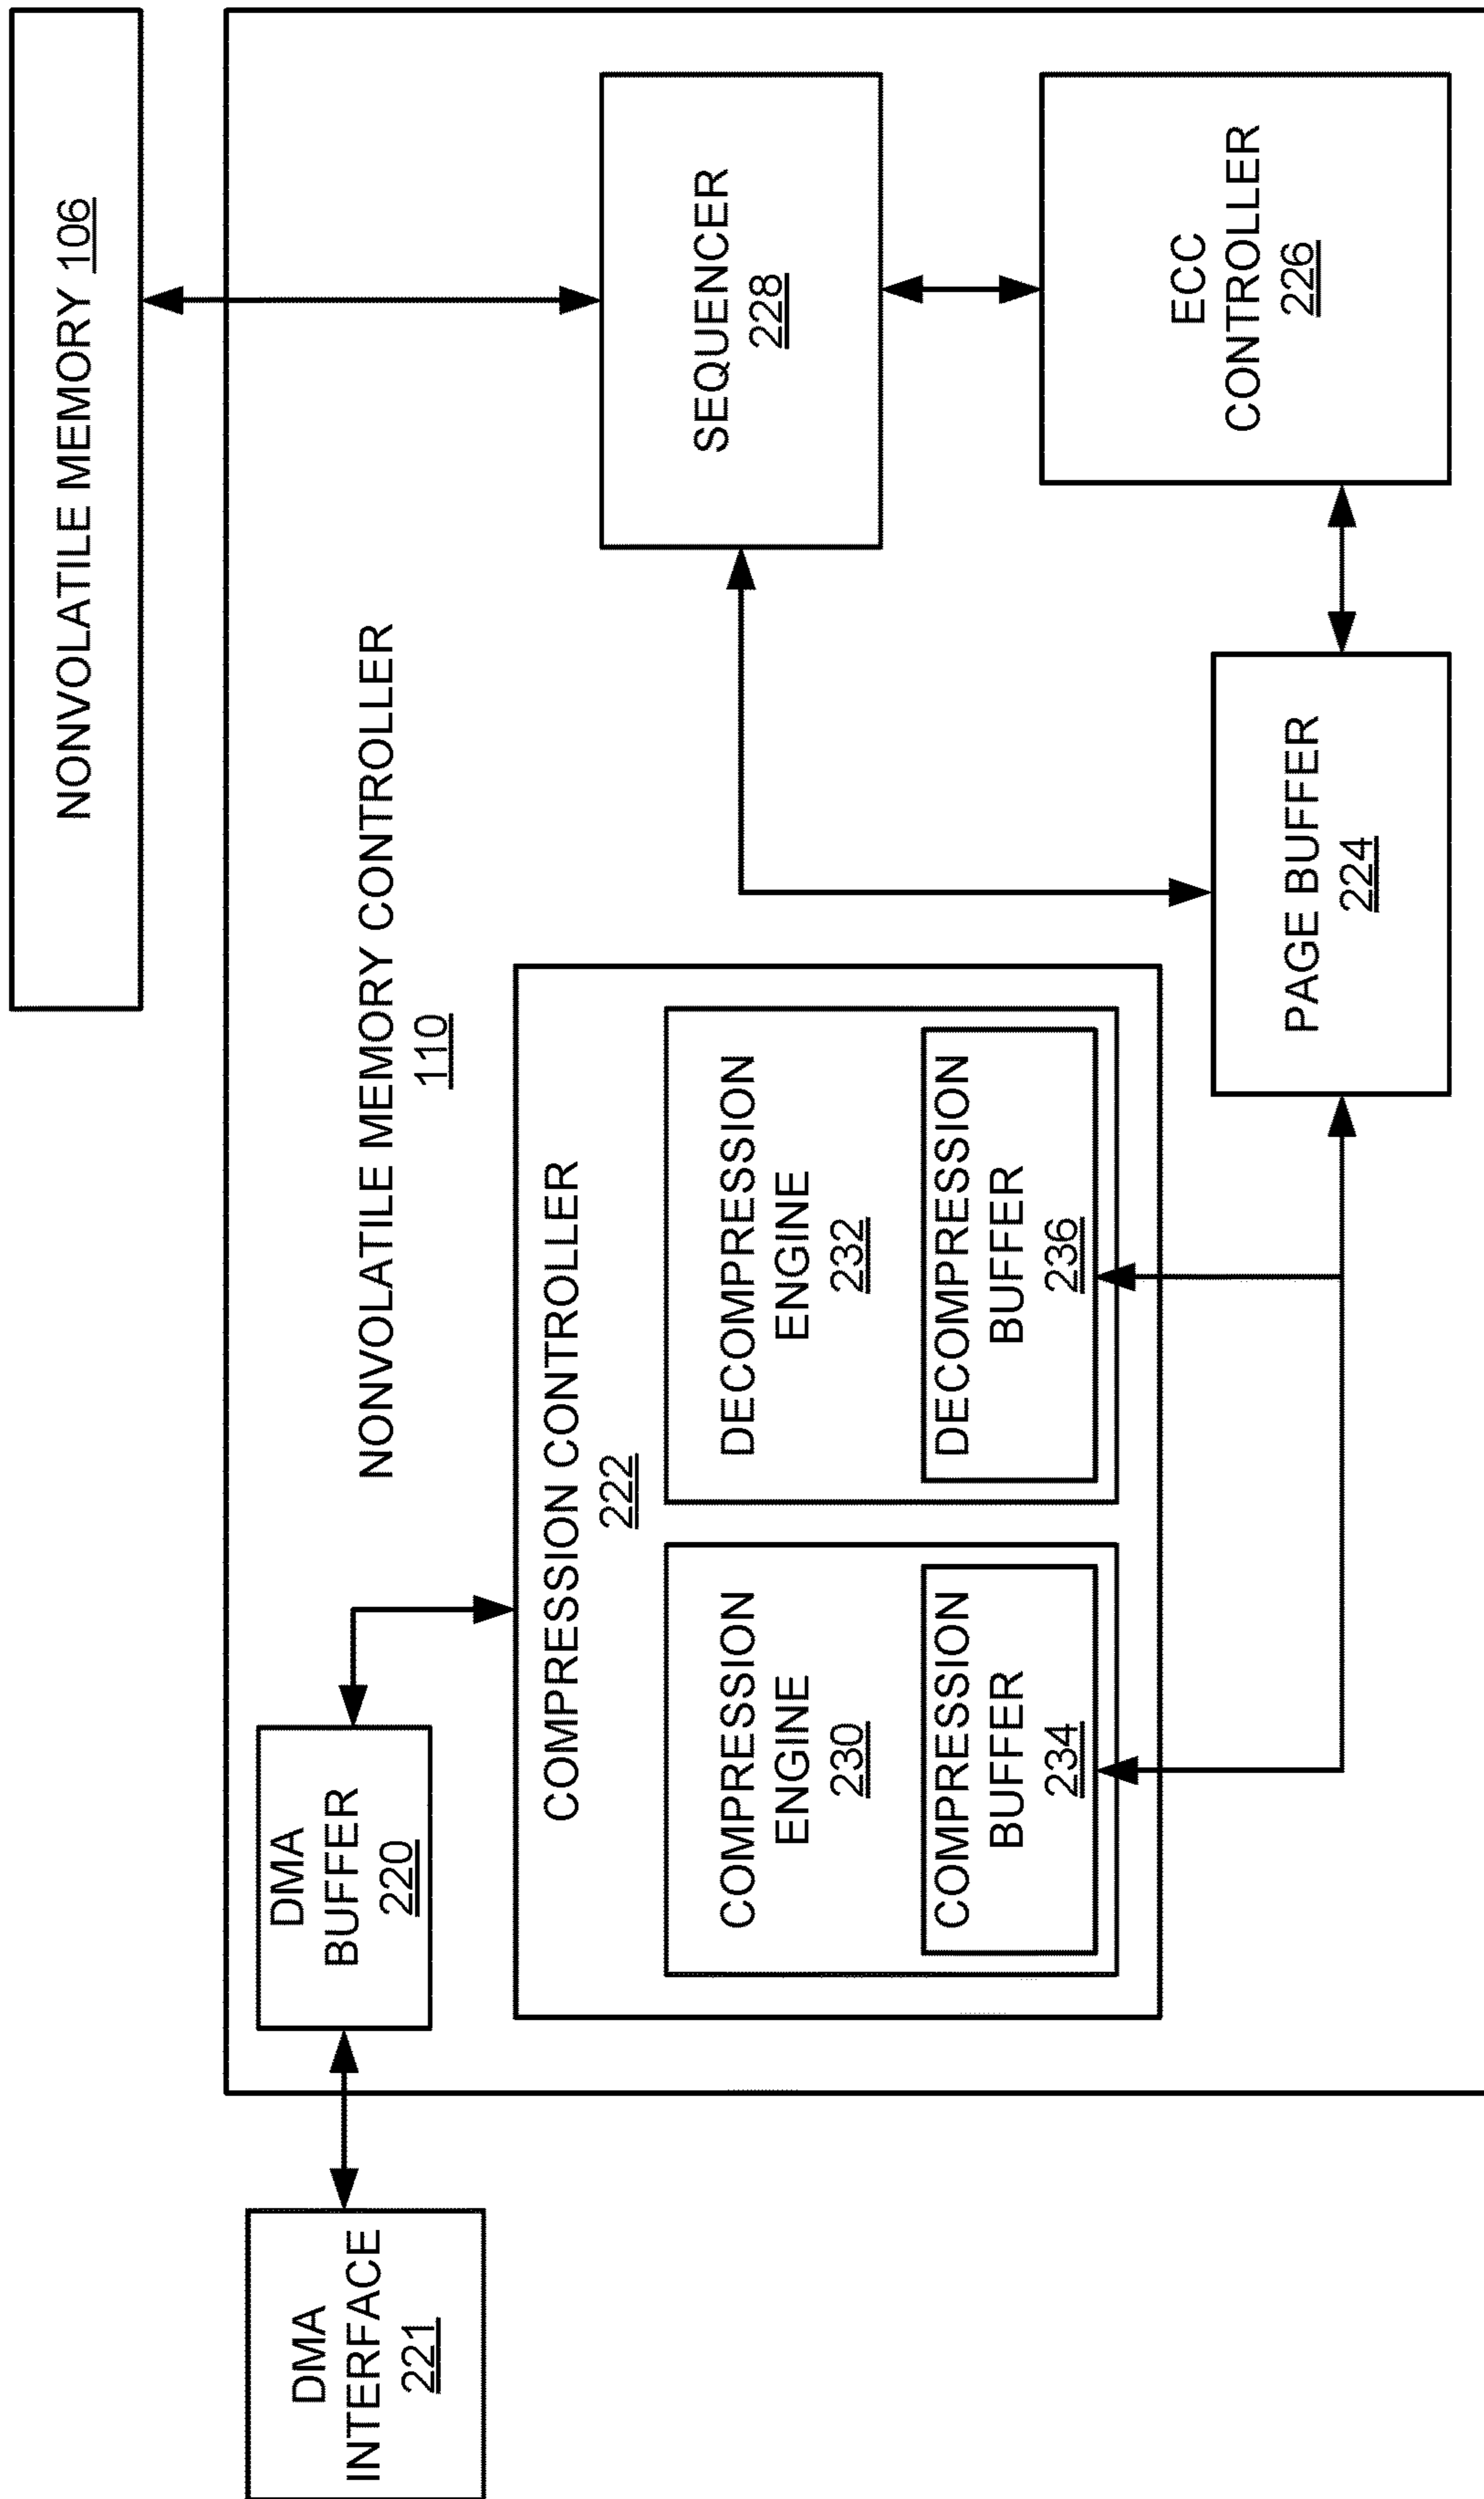 NONVOLATILE MEMORY 106
NONVOLATILE MEMORY CONTROLLER
110
DMA
INTERFACE
221
DMA
BUFFER
220
COMPRESSION CONTROLLER
222
COMPRESSION
ENGINE
230
COMPRESSION
BUFFER
234
DECOMPRESSION
ENGINE
232
DECOMPRESSION
BUFFER
236
SEQUENCER
228
PAGE BUFFER
224
ECC
CONTROLLER
226